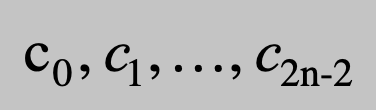 c₀, c₁, …, c₂ₙ₋₂